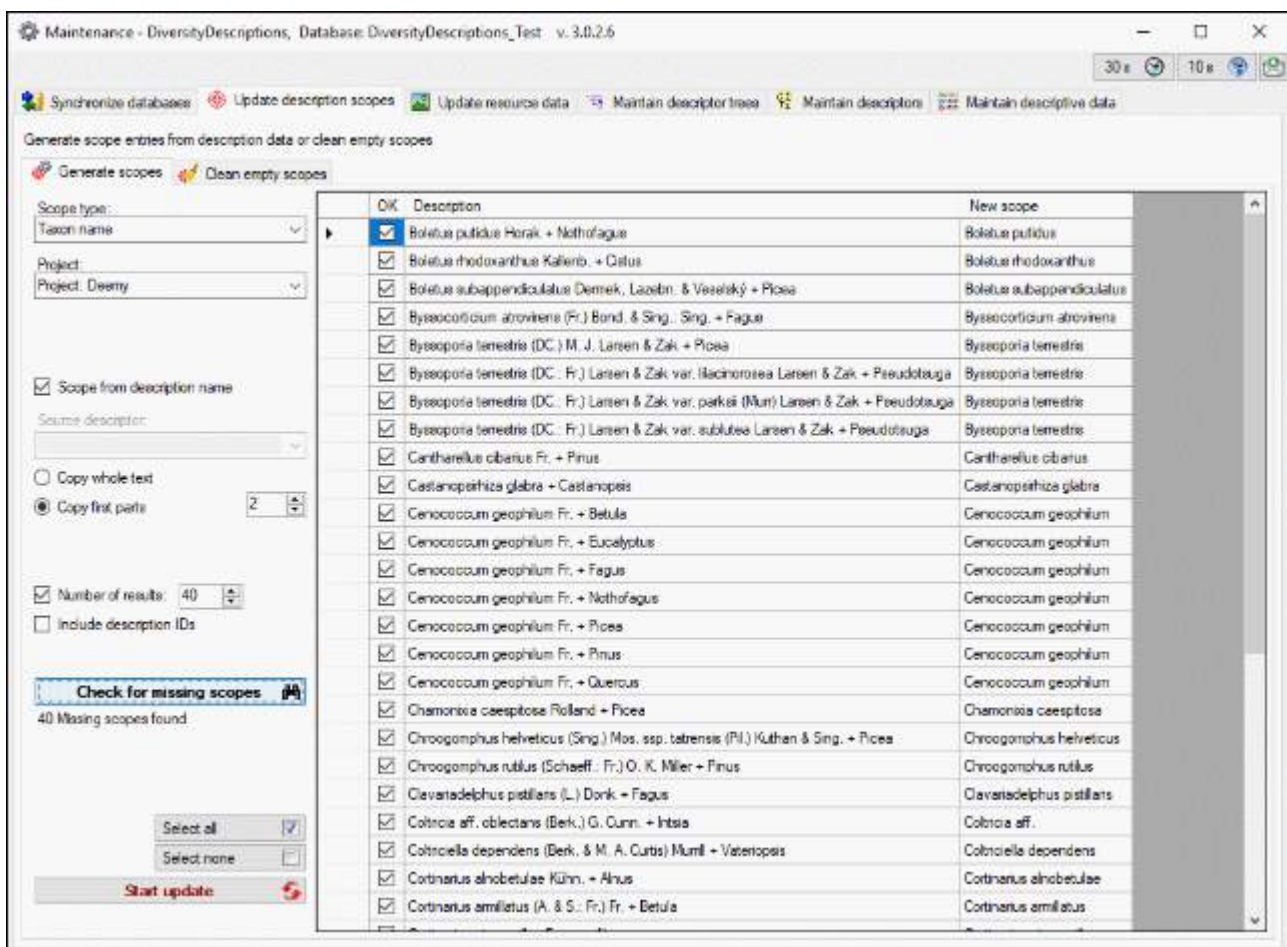 Maintenance - DiversityDescriptions, Database: DiversityDescriptions_Test v. 3.0.2.6
30 s 10 s
Synchronize databases Update description scopes Update resource data Maintain descriptor trees Maintain descriptors Maintain descriptive data
Generate scope entries from description data or clean empty scopes
Generate scopes Clean empty scopes
Scope type:
Taxon name
Project:
Project: Deemy
Scope from description name
Source descriptor:
Copy whole text
Copy first parts 2
Number of results: 40
Include description IDs
Check for missing scopes
40 Missing scopes found
Select all
Select none
Start update
OK Description New scope
Boletus putidus Horak + Nothofagus Boletus putidus
Boletus rhodoxanthus Kallenb. + Cistus Boletus rhodoxanthus
Boletus subappendiculatus Dermek, Lazebn. & Veselský + Picea Boletus subappendiculatus
Byssocorticium atrovirens (Fr.) Bond. & Sing.: Sing. + Fagus Byssocorticium atrovirens
Byssoporia terrestris (DC.) M. J. Larsen & Zak + Picea Byssoporia terrestris
Byssoporia terrestris (DC.: Fr.) Larsen & Zak var. lilacinorosea Larsen & Zak + Pseudotsuga Byssoporia terrestris
Byssoporia terrestris (DC.: Fr.) Larsen & Zak var. parksii (Murr) Larsen & Zak + Pseudotsuga Byssoporia terrestris
Byssoporia terrestris (DC.: Fr.) Larsen & Zak var. sublutea Larsen & Zak + Pseudotsuga Byssoporia terrestris
Cantharellus cibarius Fr. + Pinus Cantharellus cibarius
Castanopsirhiza glabra + Castanopsis Castanopsirhiza glabra
Cenococcum geophilum Fr. + Betula Cenococcum geophilum
Cenococcum geophilum Fr. + Eucalyptus Cenococcum geophilum
Cenococcum geophilum Fr. + Fagus Cenococcum geophilum
Cenococcum geophilum Fr. + Nothofagus Cenococcum geophilum
Cenococcum geophilum Fr. + Picea Cenococcum geophilum
Cenococcum geophilum Fr. + Pinus Cenococcum geophilum
Cenococcum geophilum Fr. + Quercus Cenococcum geophilum
Chamonixia caespitosa Rolland + Picea Chamonixia caespitosa
Chroogomphus helveticus (Sing.) Mos. ssp. tatrensis (Pil.) Kuthan & Sing. + Picea Chroogomphus helveticus
Chroogomphus rutilus (Schaeff.: Fr.) O. K. Miller + Pinus Chroogomphus rutilus
Clavariadelphus pistillaris (L.) Donk + Fagus Clavariadelphus pistillaris
Coltricia aff. oblectans (Berk.) G. Cunn. + Intsia Coltricia aff.
Coltriciella dependens (Berk. & M. A. Curtis) Murrill + Vateriopsis Coltriciella dependens
Cortinarius alnobetulae Kühn. + Alnus Cortinarius alnobetulae
Cortinarius armillatus (A. & S.: Fr.) Fr. + Betula Cortinarius armillatus